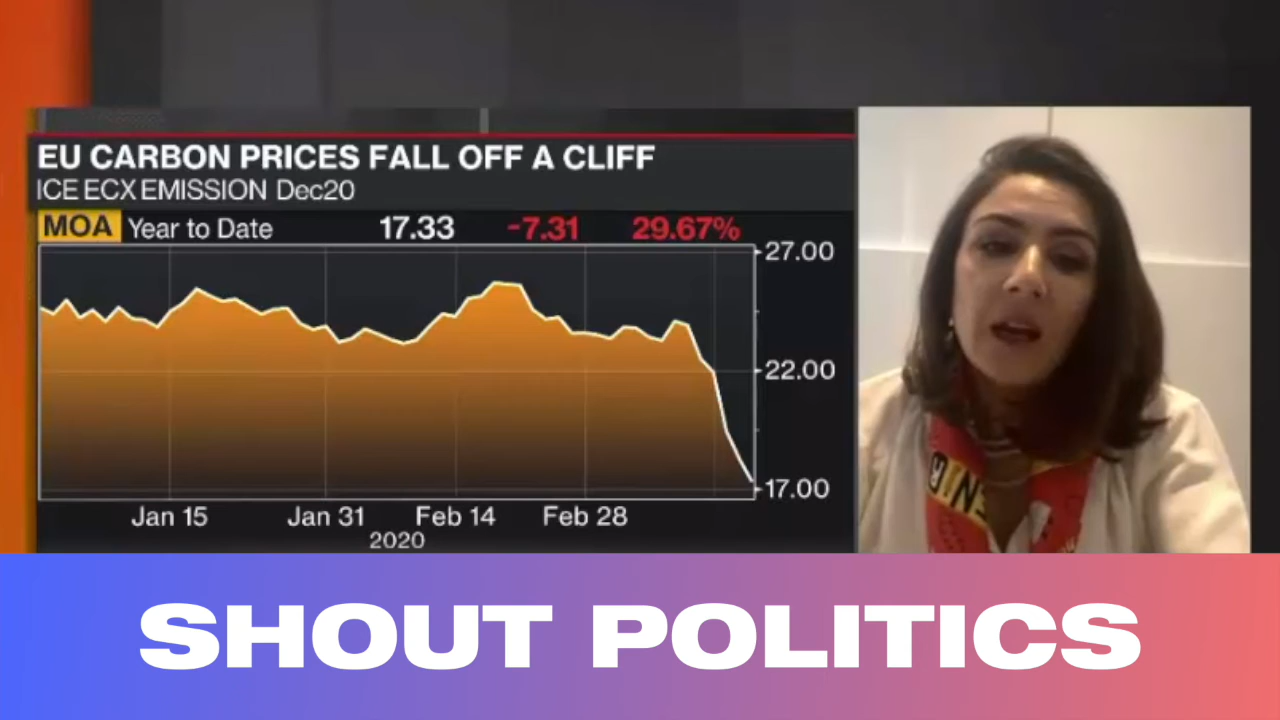 EU CARBON PRICES FALL OFF A CLIFF
ICE ECX EMISSION Dec20
MOA Year to Date 17.33 -7.31 29.67%
27.00
22.00
17.00
Jan 15 Jan 31 Feb 14 Feb 28
2020
SHOUT POLITICS